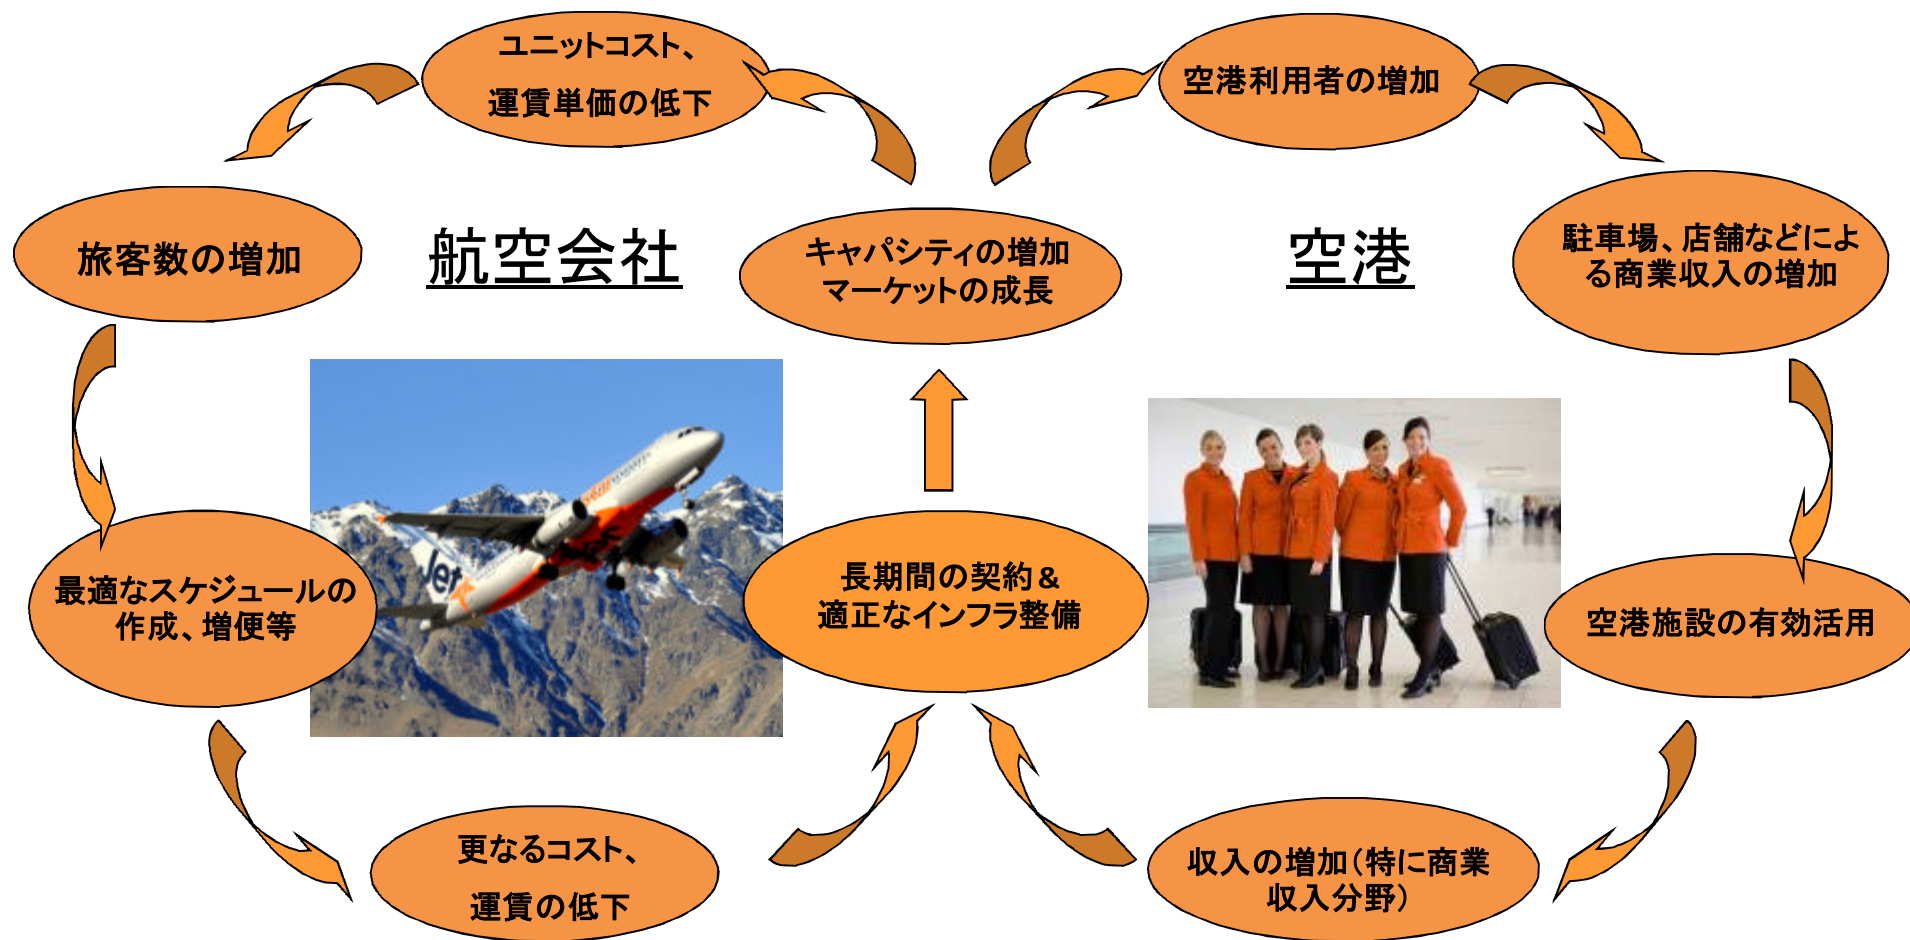 ユニットコスト、
運賃単価の低下
空港利用者の増加
旅客数の増加
航空会社
キャパシティの増加
マーケットの成長
空港
駐車場、店舗などによ
る商業収入の増加
最適なスケジュールの
作成、増便等
Jet
長期間の契約&
適正なインフラ整備
空港施設の有効活用
更なるコスト、
運賃の低下
収入の増加(特に商業
収入分野)